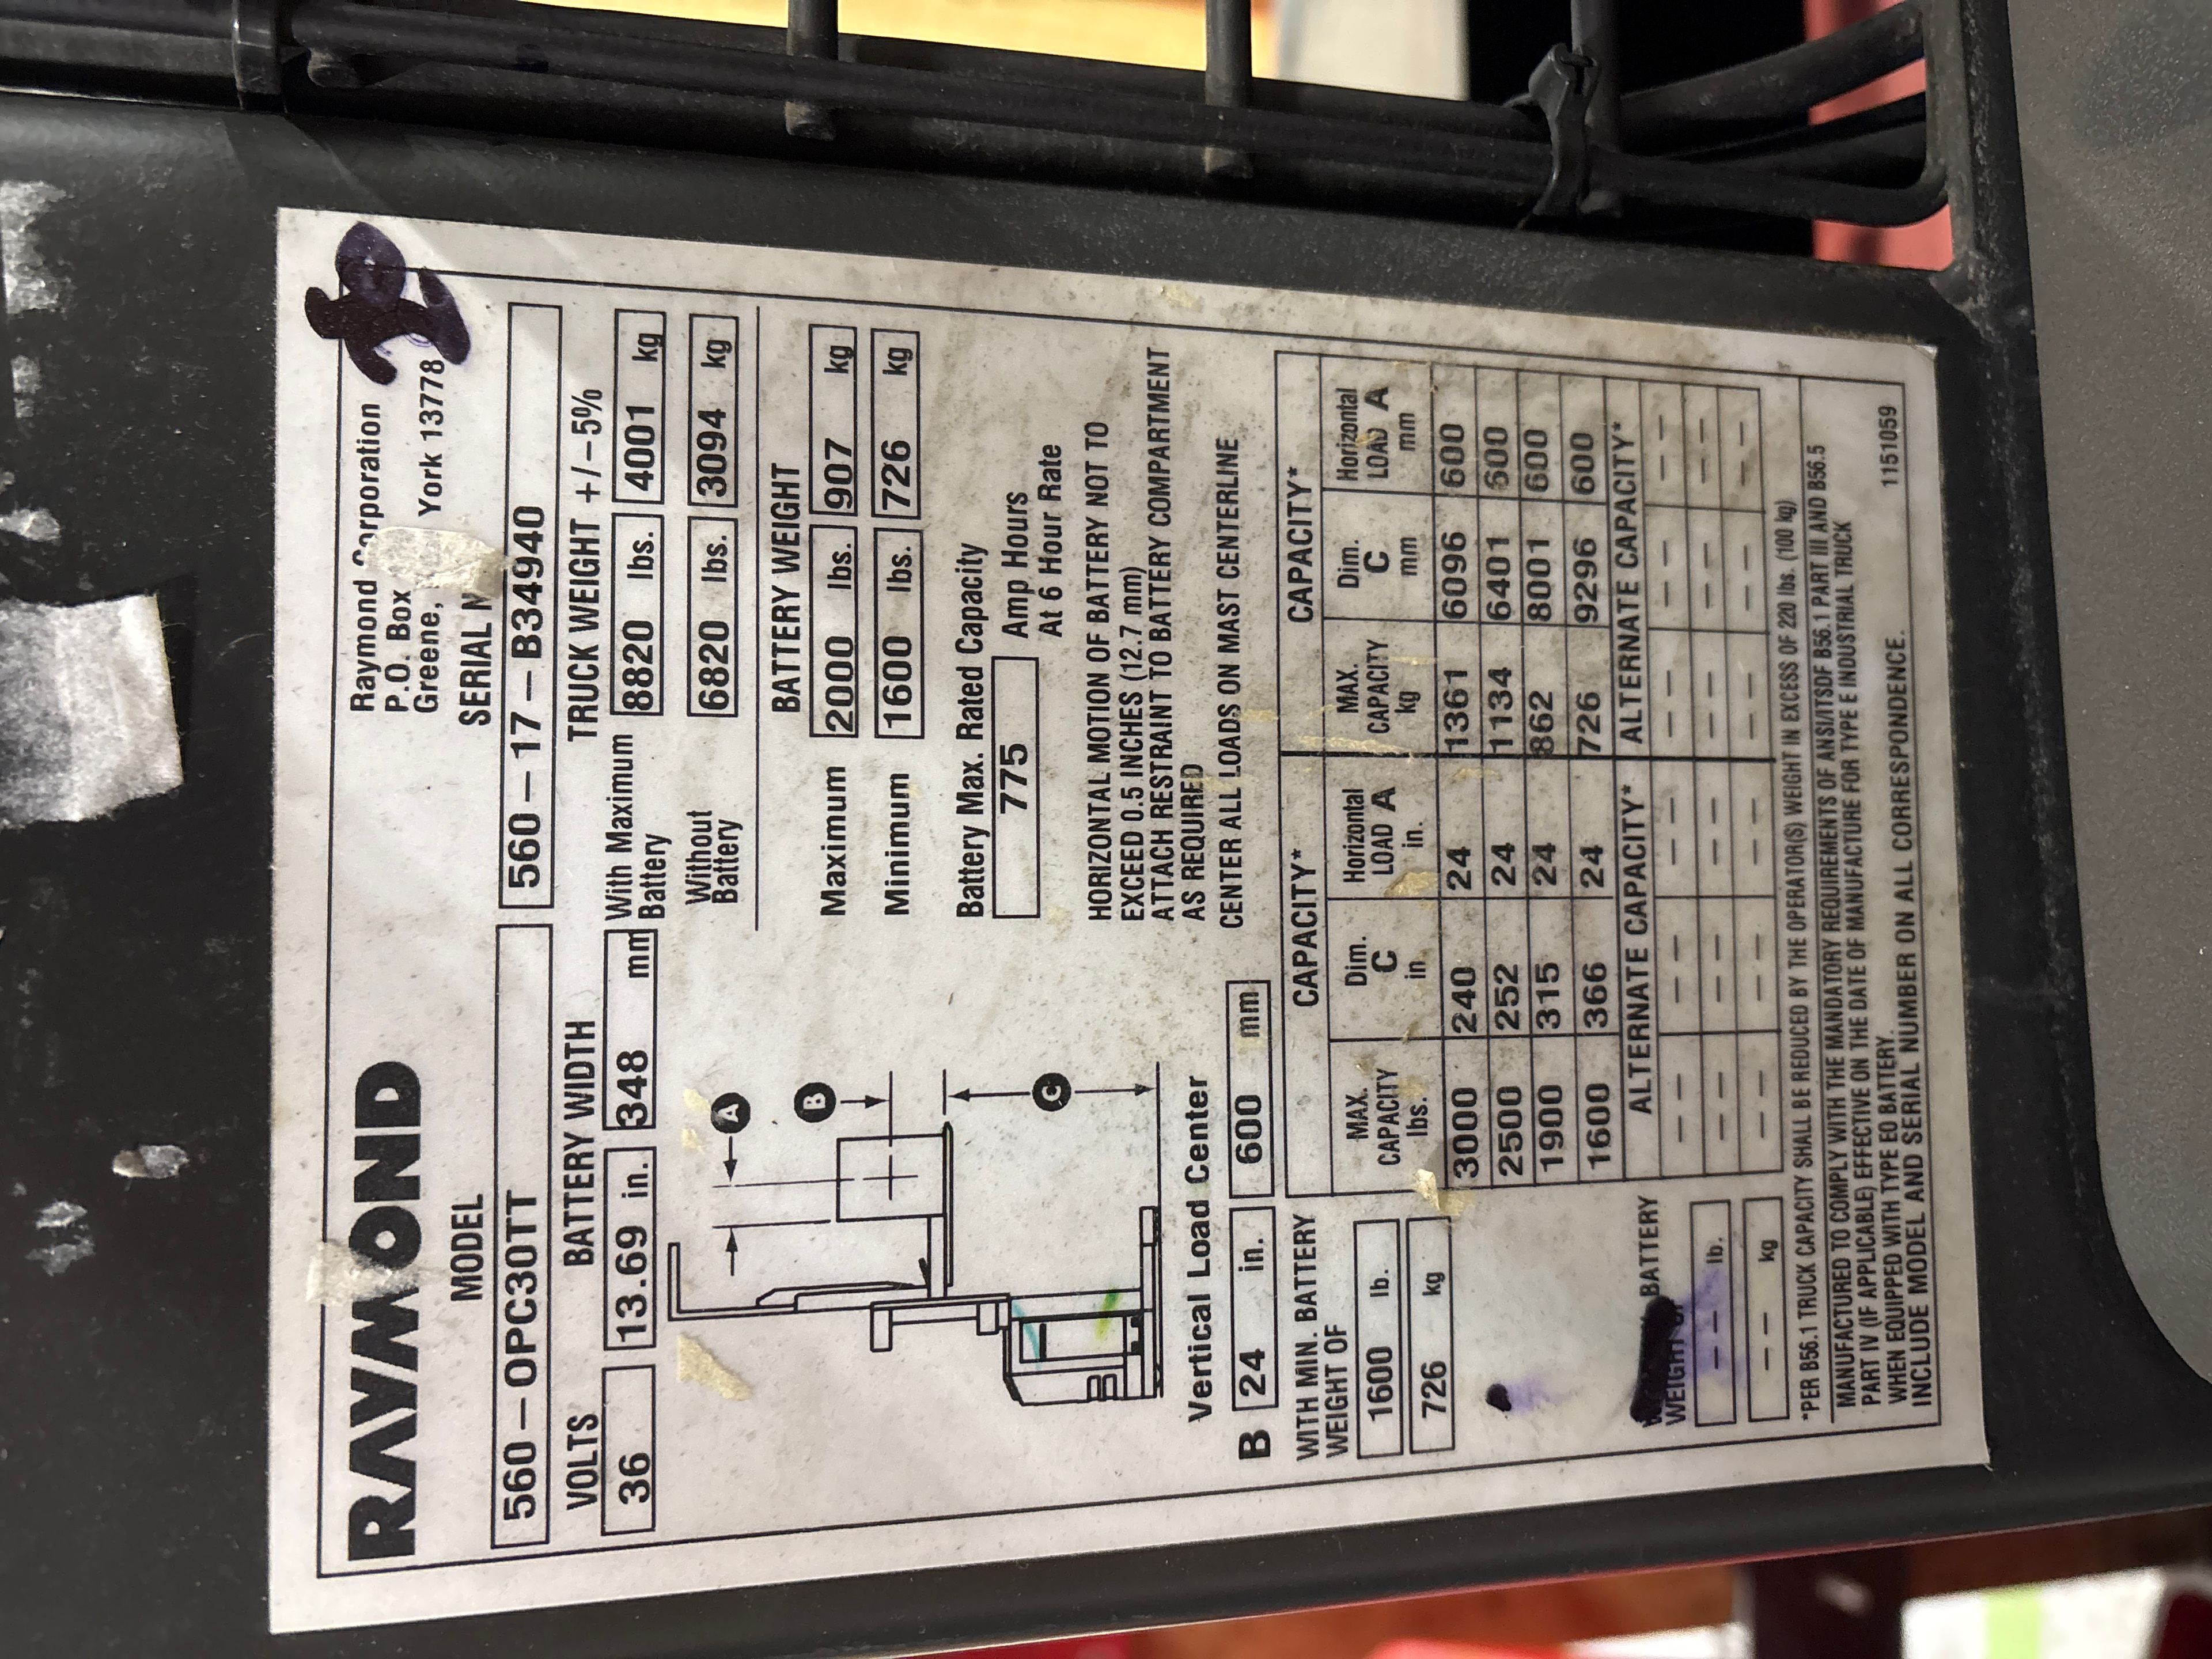 RAYMOND
Raymond Corporation
P.O. Box
Greene, York 13778
MODEL
SERIAL N
560-OPC30TT
560-17-B34940
VOLTS
BATTERY WIDTH
36
13.69 in.
348 mm
TRUCK WEIGHT +/-5%
With Maximum
Battery
8820 lbs.
4001 kg
Without
Battery
6820 lbs.
3094 kg
A
B
C
BATTERY WEIGHT
Maximum
2000 lbs.
907 kg
Minimum
1600 lbs.
726 kg
Battery Max. Rated Capacity
775
Amp Hours
At 6 Hour Rate
HORIZONTAL MOTION OF BATTERY NOT TO
EXCEED 0.5 INCHES (12.7 mm)
ATTACH RESTRAINT TO BATTERY COMPARTMENT
AS REQUIRED
CENTER ALL LOADS ON MAST CENTERLINE
Vertical Load Center
B 24 in. 600 mm
WITH MIN. BATTERY
WEIGHT OF
1600 lb.
726 kg
CAPACITY* CAPACITY*
MAX. CAPACITY lbs. Dim. C in. Horizontal LOAD A in. MAX. CAPACITY kg Dim. C mm Horizontal LOAD A mm
3000 240 24 1361 6096 600
2500 252 24 1134 6401 600
1900 315 24 862 8001 600
1600 366 24 726 9296 600
ALTERNATE CAPACITY* ALTERNATE CAPACITY*
-- -- -- -- -- --
-- -- -- -- -- --
-- -- -- -- -- --
BATTERY
WEIGHT OF
-- lb.
-- kg
*PER B56.1 TRUCK CAPACITY SHALL BE REDUCED BY THE OPERATOR(S) WEIGHT IN EXCESS OF 220 lbs. (100 kg)
MANUFACTURED TO COMPLY WITH THE MANDATORY REQUIREMENTS OF ANSI/ITSDF B56.1 PART III AND B56.5
PART IV (IF APPLICABLE) EFFECTIVE ON THE DATE OF MANUFACTURE FOR TYPE E INDUSTRIAL TRUCK
WHEN EQUIPPED WITH TYPE EO BATTERY.
INCLUDE MODEL AND SERIAL NUMBER ON ALL CORRESPONDENCE.
1151059